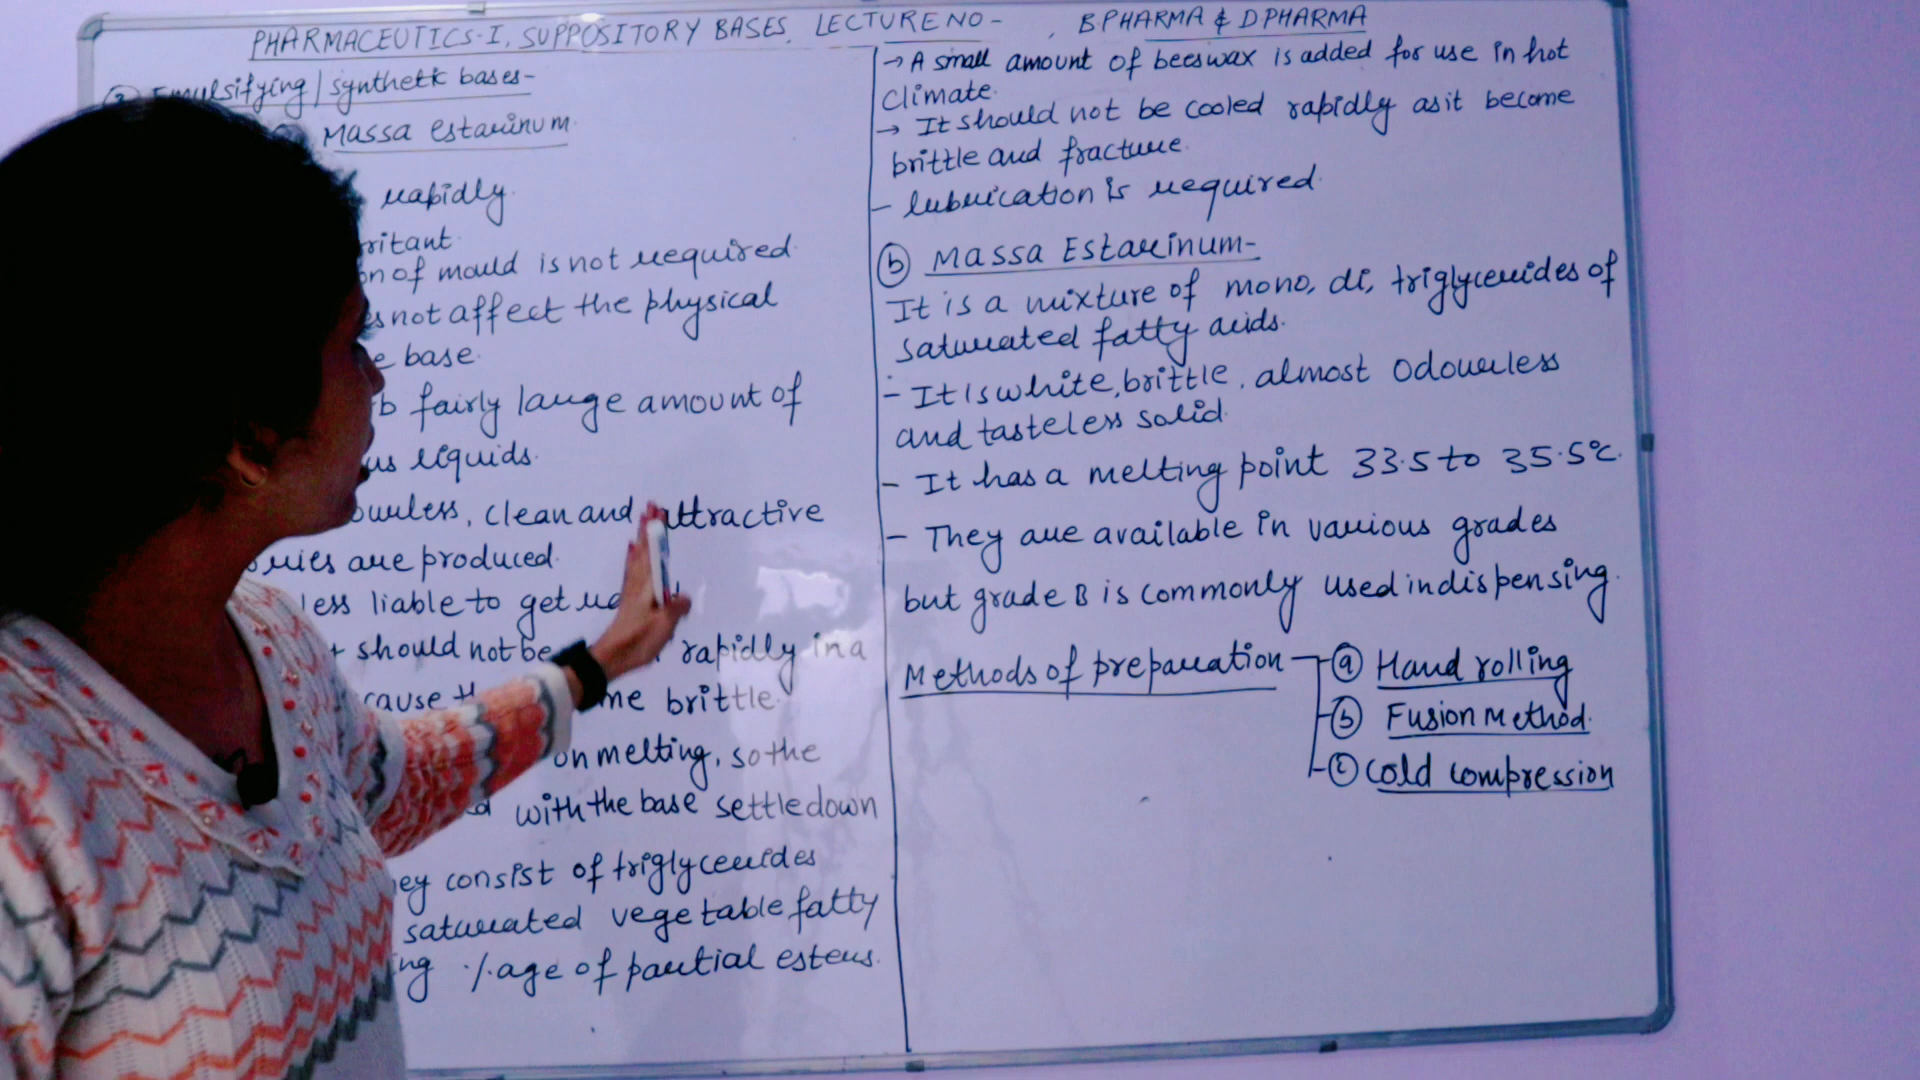 PHARMACEUTICS-I, SUPPOSITORY BASES, LECTURE NO - , B.PHARMA & D PHARMA
Emulsifying / synthetic bases-
Massa estarinum
rapidly.
ritant
on of mould is not required
not affect the physical
e base.
b fairly large amount of
us liquids.
ourless, clean and attractive
ories are produced.
less liable to get
should not be rapidly in a
cause me brittle.
on melting, so the
with the base settle down
ey consist of triglycerides
saturated vegetable fatty
ng %age of partial esters.
→ A small amount of beeswax is added for use in hot
climate.
→ It should not be cooled rapidly as it become
brittle and fracture.
- lubrication is required.
(b) Massa Estarinum-
It is a mixture of mono, di, triglycerides of
saturated fatty acids.
- It is white, brittle, almost odourless
and tasteless solid.
- It has a melting point 33.5 to 35.5°C.
- They are available in various grades
but grade B is commonly used in dispensing.
Methods of preparation (a) Hand rolling
(b) Fusion Method.
(c) cold compression